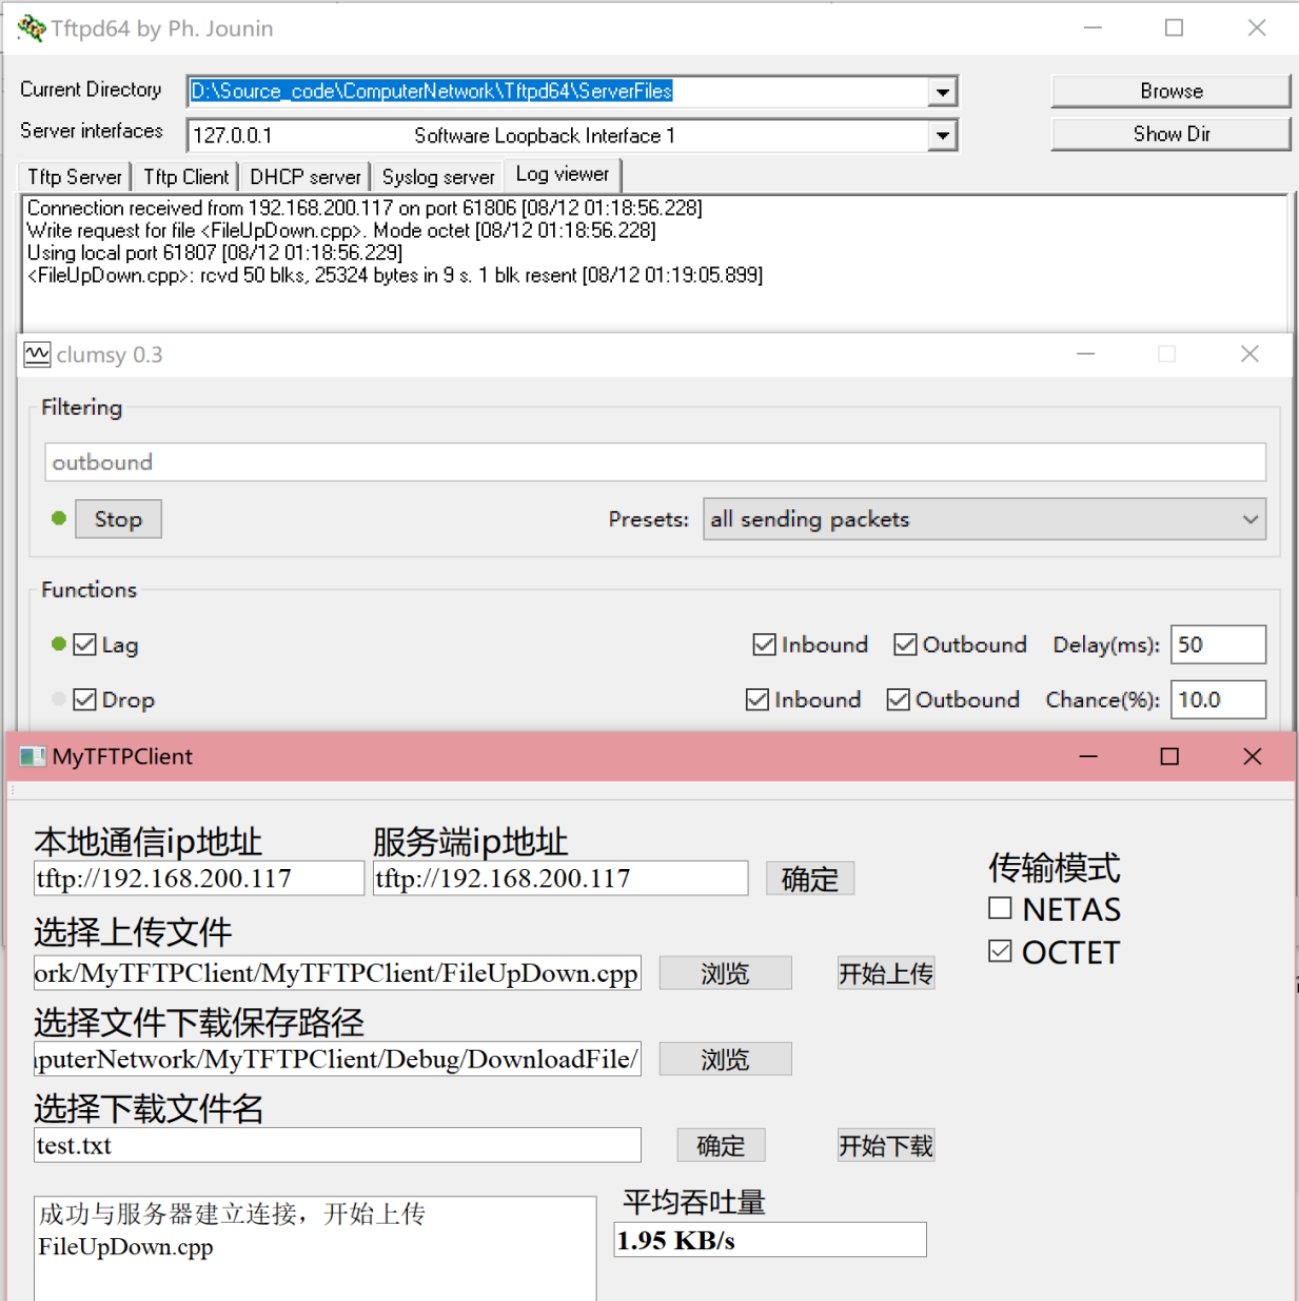 Tftpd64 by Ph. Jounin
Current Directory D:\Source_code\ComputerNetwork\Tftpd64\ServerFiles Browse
Server interfaces 127.0.0.1 Software Loopback Interface 1 Show Dir
Tftp Server Tftp Client DHCP server Syslog server Log viewer
Connection received from 192.168.200.117 on port 61806 [08/12 01:18:56.228]
Write request for file <FileUpDown.cpp>. Mode octet [08/12 01:18:56.228]
Using local port 61807 [08/12 01:18:56.229]
<FileUpDown.cpp>: rcvd 50 blks, 25324 bytes in 9 s. 1 blk resent [08/12 01:19:05.899]
clumsy 0.3
Filtering
outbound
Stop Presets: all sending packets
Functions
Lag Inbound Outbound Delay(ms): 50
Drop Inbound Outbound Chance(%): 10.0
MyTFTPClient
本地通信ip地址 服务端ip地址
tftp://192.168.200.117 tftp://192.168.200.117 确定
传输模式
NETAS
OCTET
选择上传文件
ork/MyTFTPClient/MyTFTPClient/FileUpDown.cpp 浏览 开始上传
选择文件下载保存路径
puterNetwork/MyTFTPClient/Debug/DownloadFile/ 浏览
选择下载文件名
test.txt 确定 开始下载
成功与服务器建立连接，开始上传
FileUpDown.cpp
平均吞吐量
1.95 KB/s